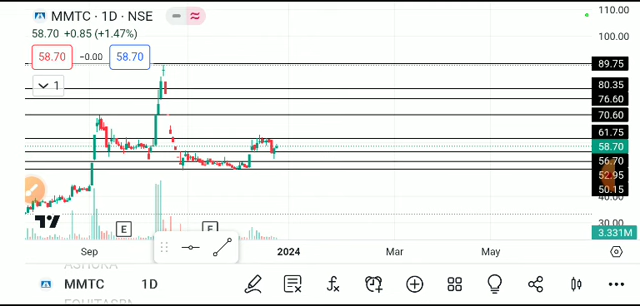 MMTC · 1D · NSE
58.70 +0.85 (+1.47%)
58.70 −0.00 58.70
1
110.00
100.00
89.75
80.35
76.60
70.60
61.75
58.70
56.70
52.95
50.15
40.00
30.00
3.331M
E E
Sep 2024 Mar May
MMTC 1D